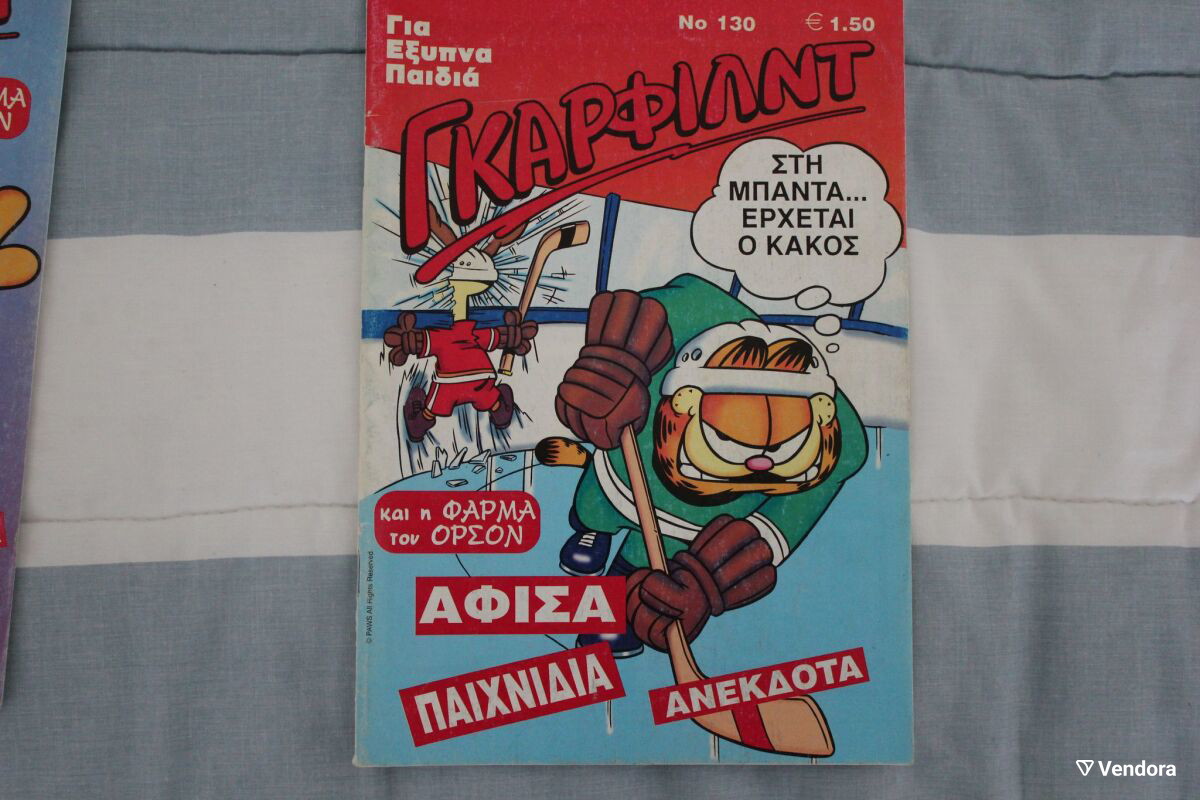 Για
Εξυπνα
Παιδιά
Νο 130
€ 1.50
ΓΚΑΡΦΙΛΝΤ
ΣΤΗ
ΜΠΑΝΤΑ...
ΕΡΧΕΤΑΙ
Ο ΚΑΚΟΣ
και η ΦΑΡΜΑ
του ΟΡΣΟΝ
© PAWS All Rights Reserved
ΑΦΙΣΑ
ΠΑΙΧΝΙΔΙΑ
ΑΝΕΚΔΟΤΑ
Vendora